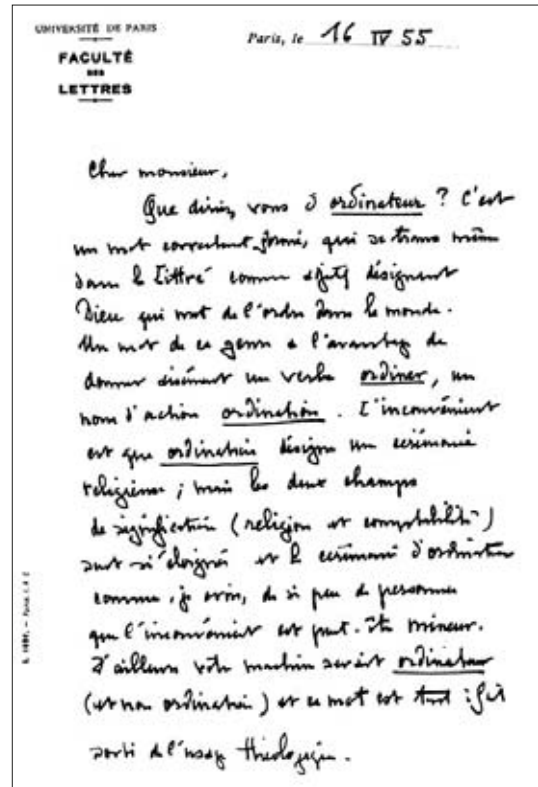 UNIVERSITÉ DE PARIS
FACULTÉ
DES
LETTRES
Paris, le 16 IV 55
Cher monsieur,
Que diriez vous d'ordinateur ? C'est
un mot correctement formé, qui se trouve même
dans le Littré comme adjectif désignant
Dieu qui met de l'ordre dans le monde.
Un mot de ce genre a l'avantage de
donner aisément un verbe ordiner, un
nom d'action ordination. L'inconvénient
est que ordination désigne une cérémonie
religieuse ; mais les deux champs
de signification (religion et comptabilité)
sont si éloignés et la cérémonie d'ordination
connue, je crois, de si peu de personnes
que l'inconvénient est peut-être mineur.
D'ailleurs votre machine serait ordinateur
(et non ordination) et ce mot est tout à fait
sorti de l'usage théologique.